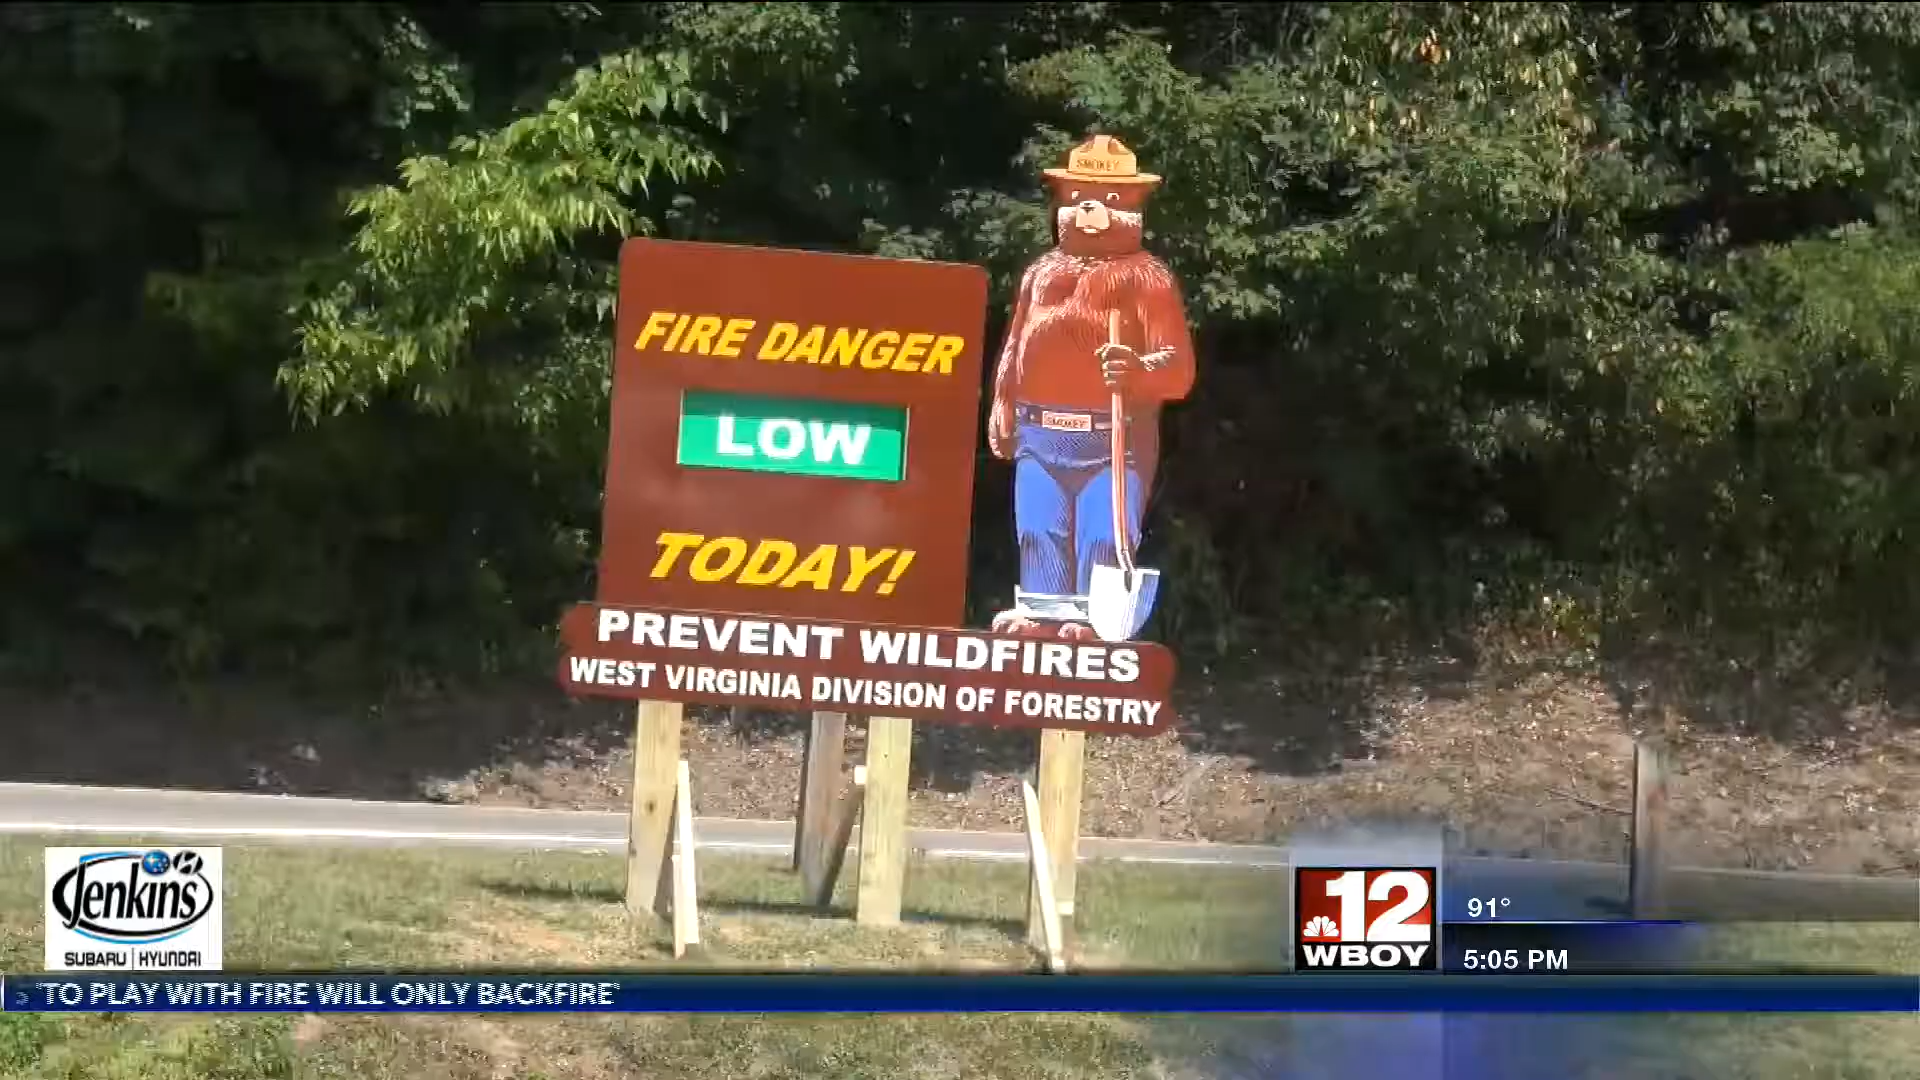 SMOKEY
FIRE DANGER
LOW
TODAY!
SMOKEY
PREVENT WILDFIRES
WEST VIRGINIA DIVISION OF FORESTRY
Jenkins
SUBARU | HYUNDAI
12
WBOY
91°
5:05 PM
"TO PLAY WITH FIRE WILL ONLY BACKFIRE"